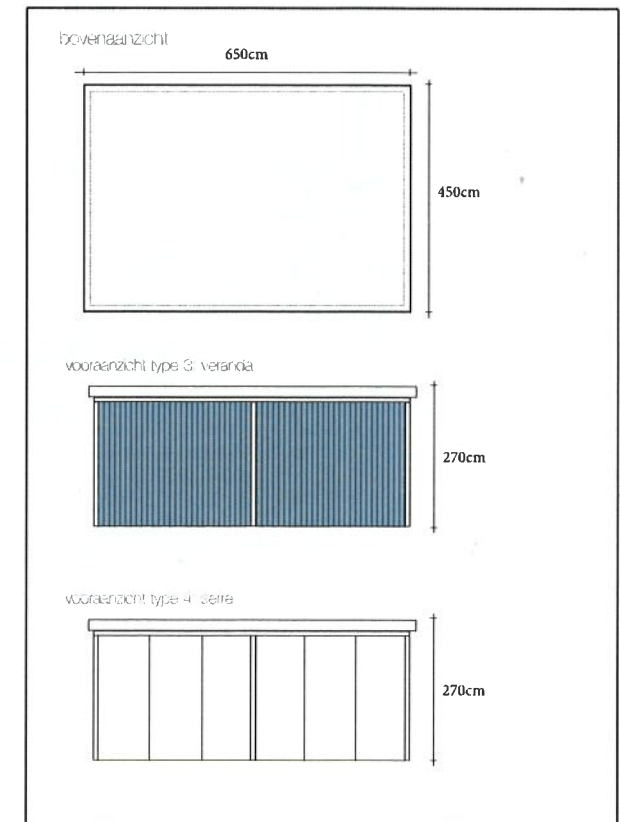 bovenaanzicht
650cm
450cm
vooraanzicht type 3: veranda
270cm
vooraanzicht type 4: serre
270cm